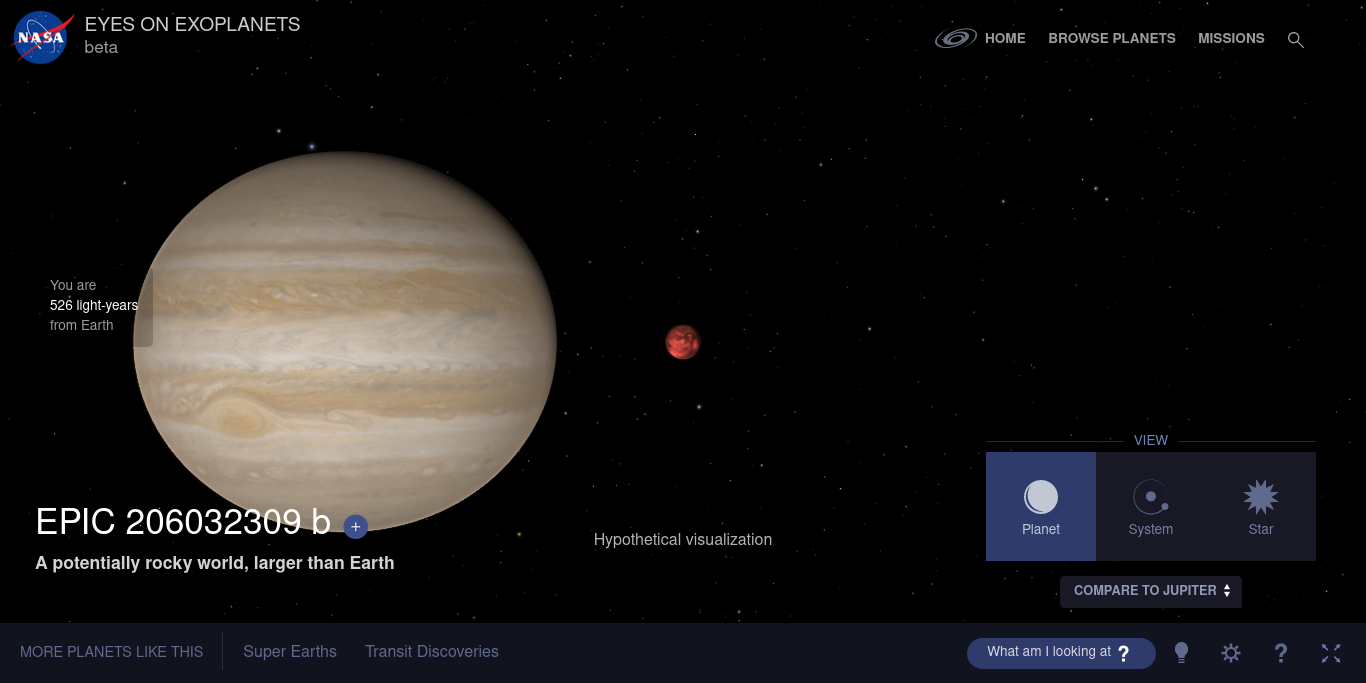 NASA
EYES ON EXOPLANETS
beta
HOME
BROWSE PLANETS
MISSIONS
You are
526 light-years
from Earth
EPIC 206032309 b +
A potentially rocky world, larger than Earth
Hypothetical visualization
VIEW
Planet
System
Star
COMPARE TO JUPITER
MORE PLANETS LIKE THIS
Super Earths
Transit Discoveries
What am I looking at ?
?